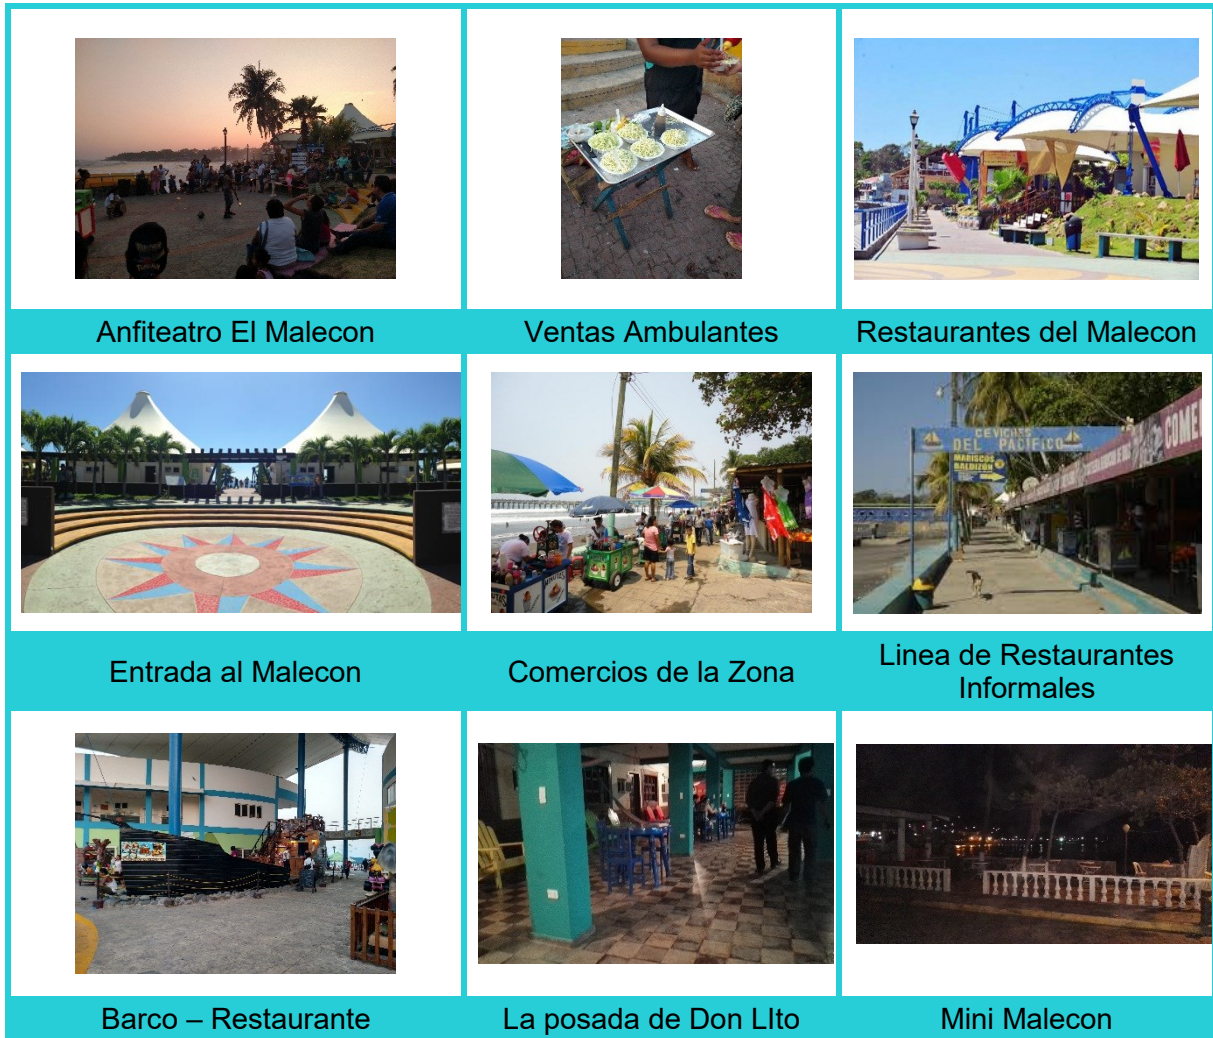 Anfiteatro El Malecon
Ventas Ambulantes
Restaurantes del Malecon
CEVICHES
DEL PACIFICO
MARISCOS
BALDIZON
COME
Entrada al Malecon
Comercios de la Zona
Linea de Restaurantes
Informales
Barco – Restaurante
La posada de Don LIto
Mini Malecon